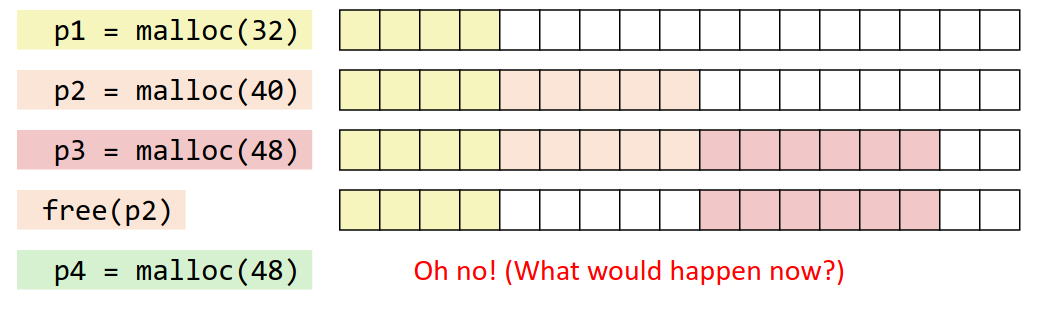 p1 = malloc(32)
p2 = malloc(40)
p3 = malloc(48)
free(p2)
p4 = malloc(48) Oh no! (What would happen now?)